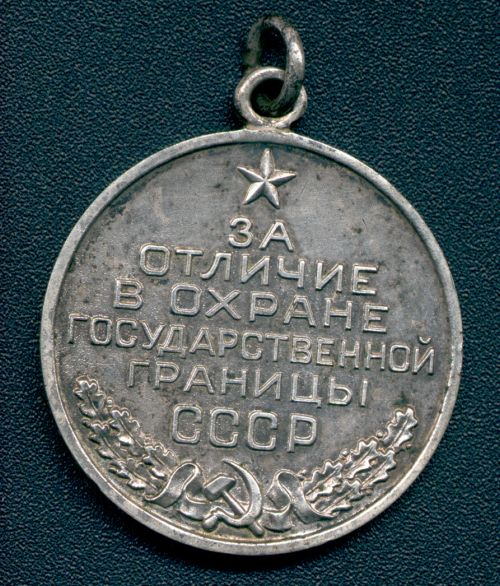 ЗА
ОТЛИЧИЕ
В ОХРАНЕ
ГОСУДАРСТВЕННОЙ
ГРАНИЦЫ
СССР